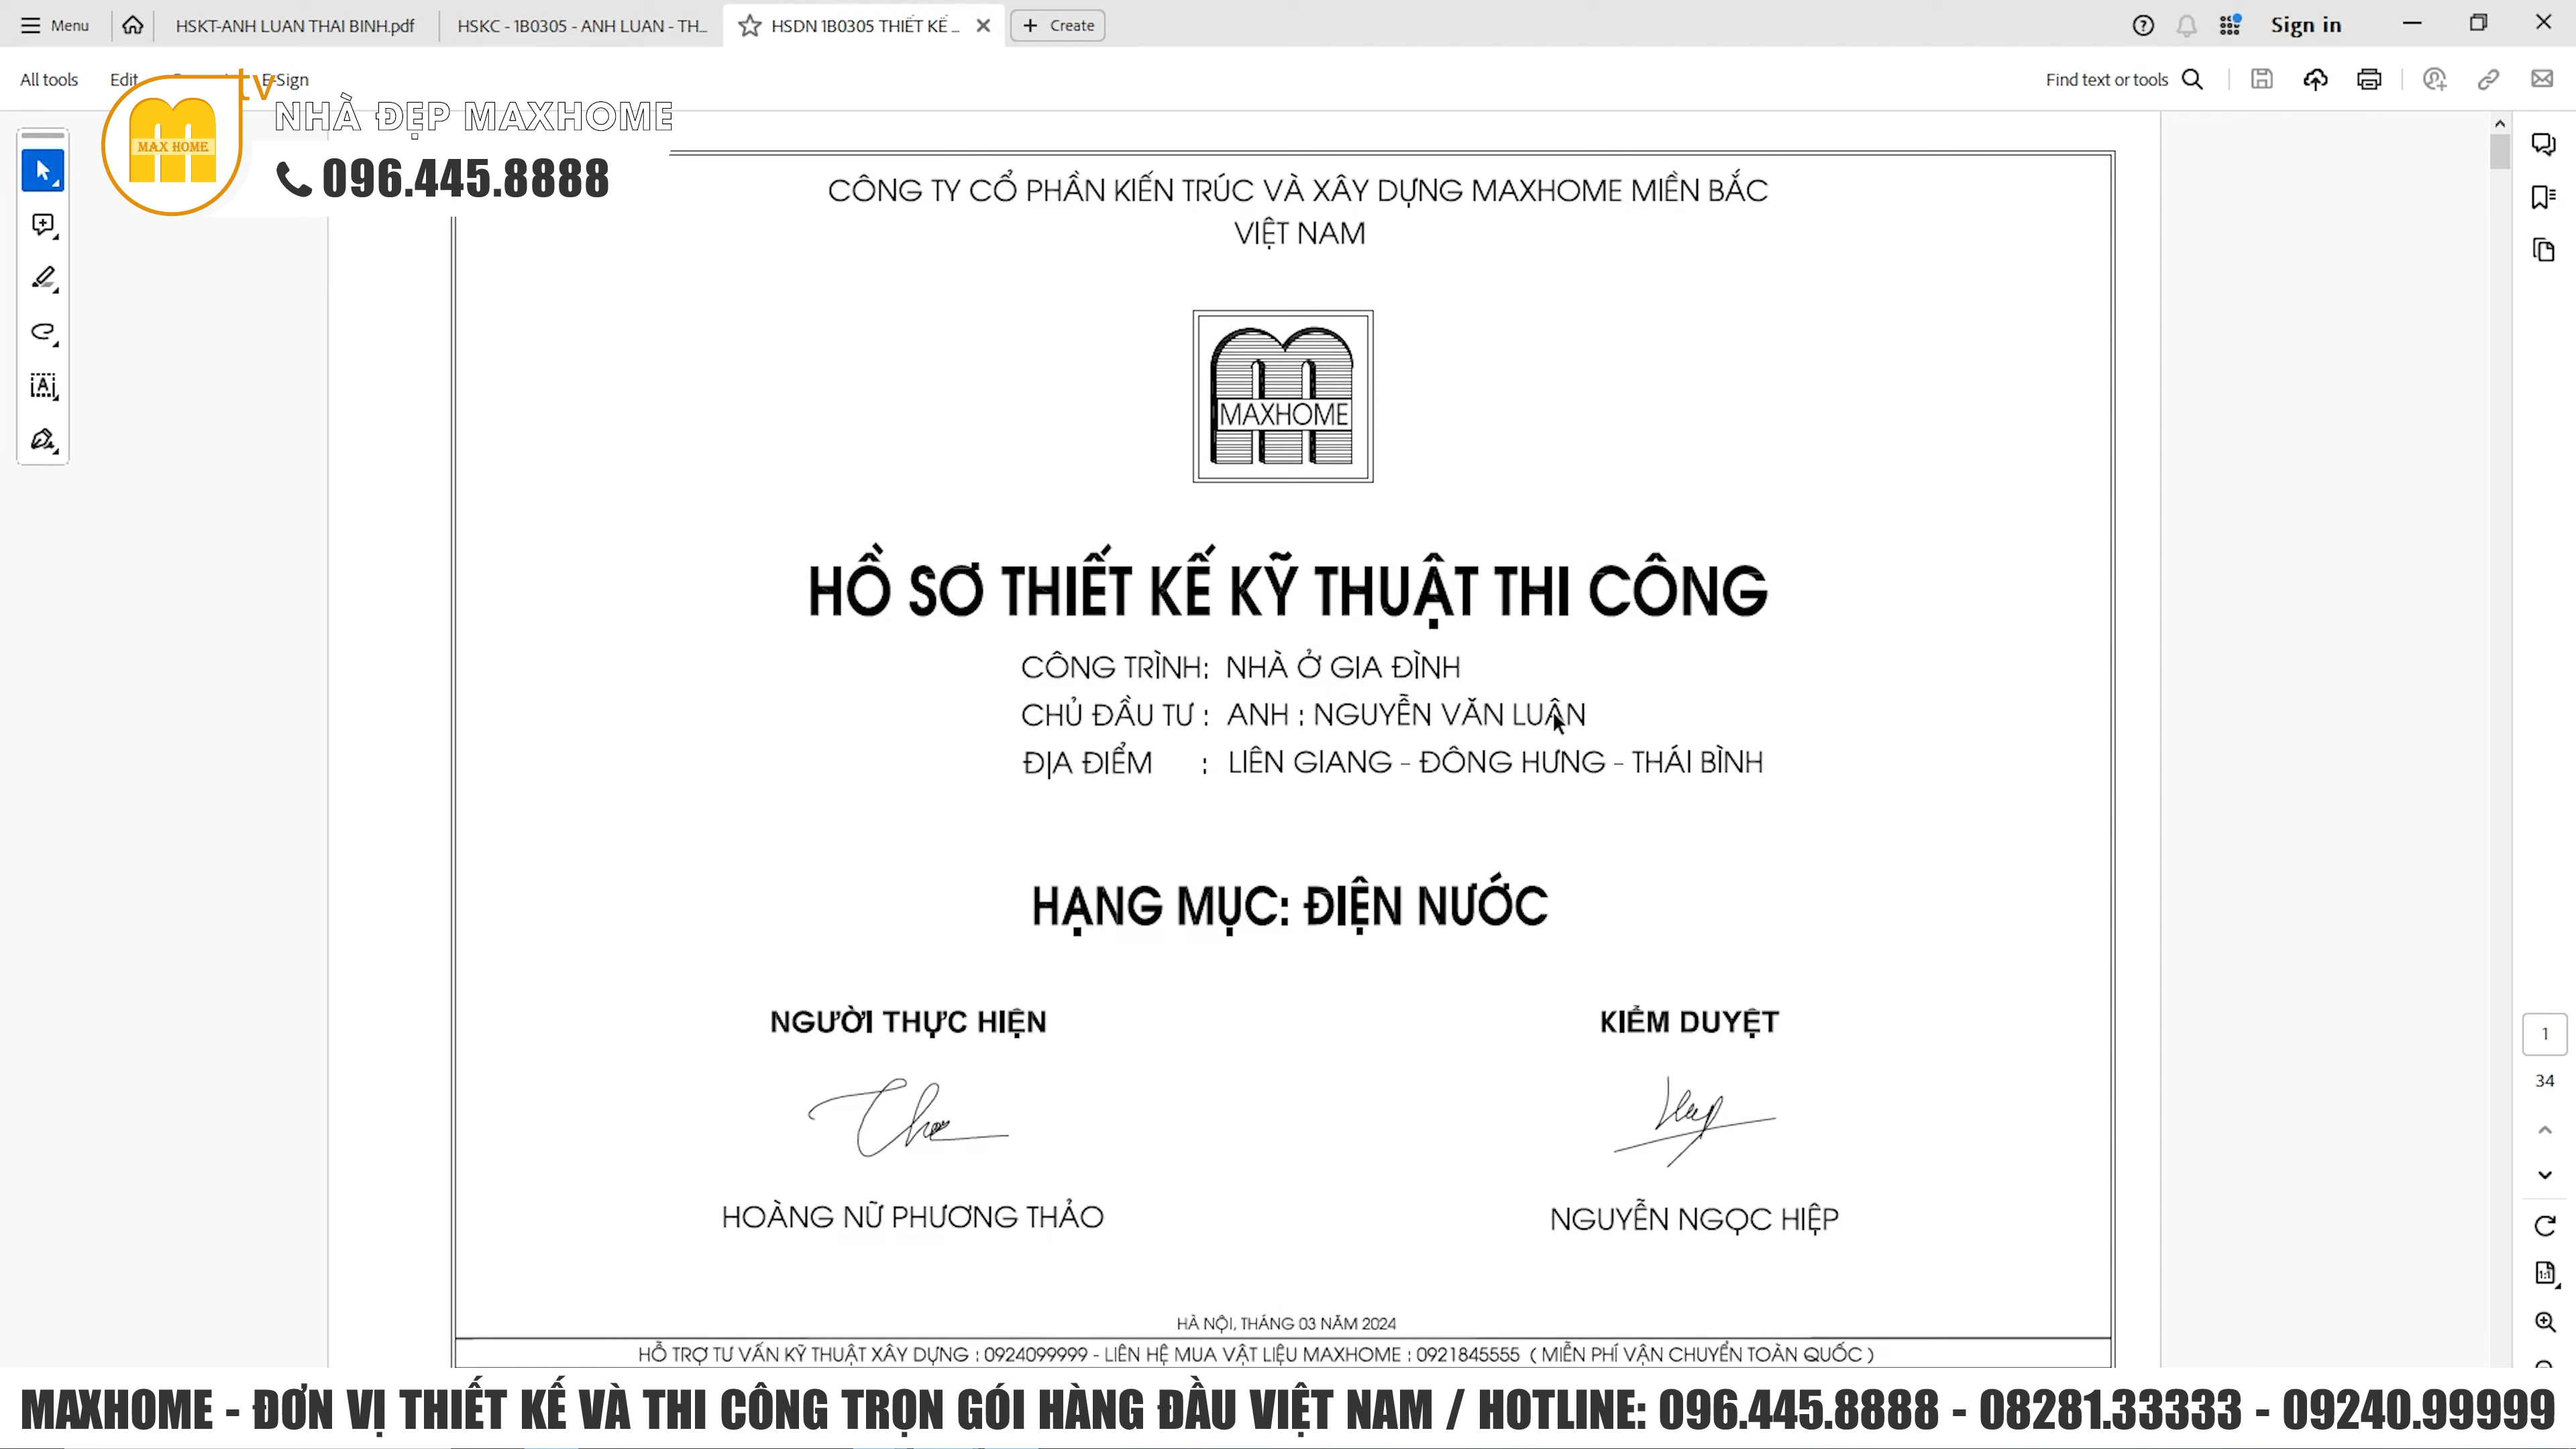 Menu
HSKT-ANH LUAN THAI BINH.pdf
HSKC - 1B0305 - ANH LUAN - TH...
HSDN 1B0305 THIẾT KẾ ...
Create
Sign in
All tools
Edit
E-Sign
Find text or tools
tv
MAX HOME
NHÀ ĐẸP MAXHOME
096.445.8888
CÔNG TY CỔ PHẦN KIẾN TRÚC VÀ XÂY DỰNG MAXHOME MIỀN BẮC
VIỆT NAM
MAXHOME
HỒ SƠ THIẾT KẾ KỸ THUẬT THI CÔNG
CÔNG TRÌNH: NHÀ Ở GIA ĐÌNH
CHỦ ĐẦU TƯ : ANH : NGUYỄN VĂN LUÂN
ĐỊA ĐIỂM : LIÊN GIANG - ĐÔNG HƯNG - THÁI BÌNH
HẠNG MỤC: ĐIỆN NƯỚC
NGƯỜI THỰC HIỆN
KIỂM DUYỆT
HOÀNG NỮ PHƯƠNG THẢO
NGUYỄN NGỌC HIỆP
1
34
HÀ NỘI, THÁNG 03 NĂM 2024
HỖ TRỢ TƯ VẤN KỸ THUẬT XÂY DỰNG : 0924099999 - LIÊN HỆ MUA VẬT LIỆU MAXHOME : 0921845555 ( MIỄN PHÍ VẬN CHUYỂN TOÀN QUỐC )
MAXHOME - ĐƠN VỊ THIẾT KẾ VÀ THI CÔNG TRỌN GÓI HÀNG ĐẦU VIỆT NAM / HOTLINE: 096.445.8888 - 08281.33333 - 09240.99999